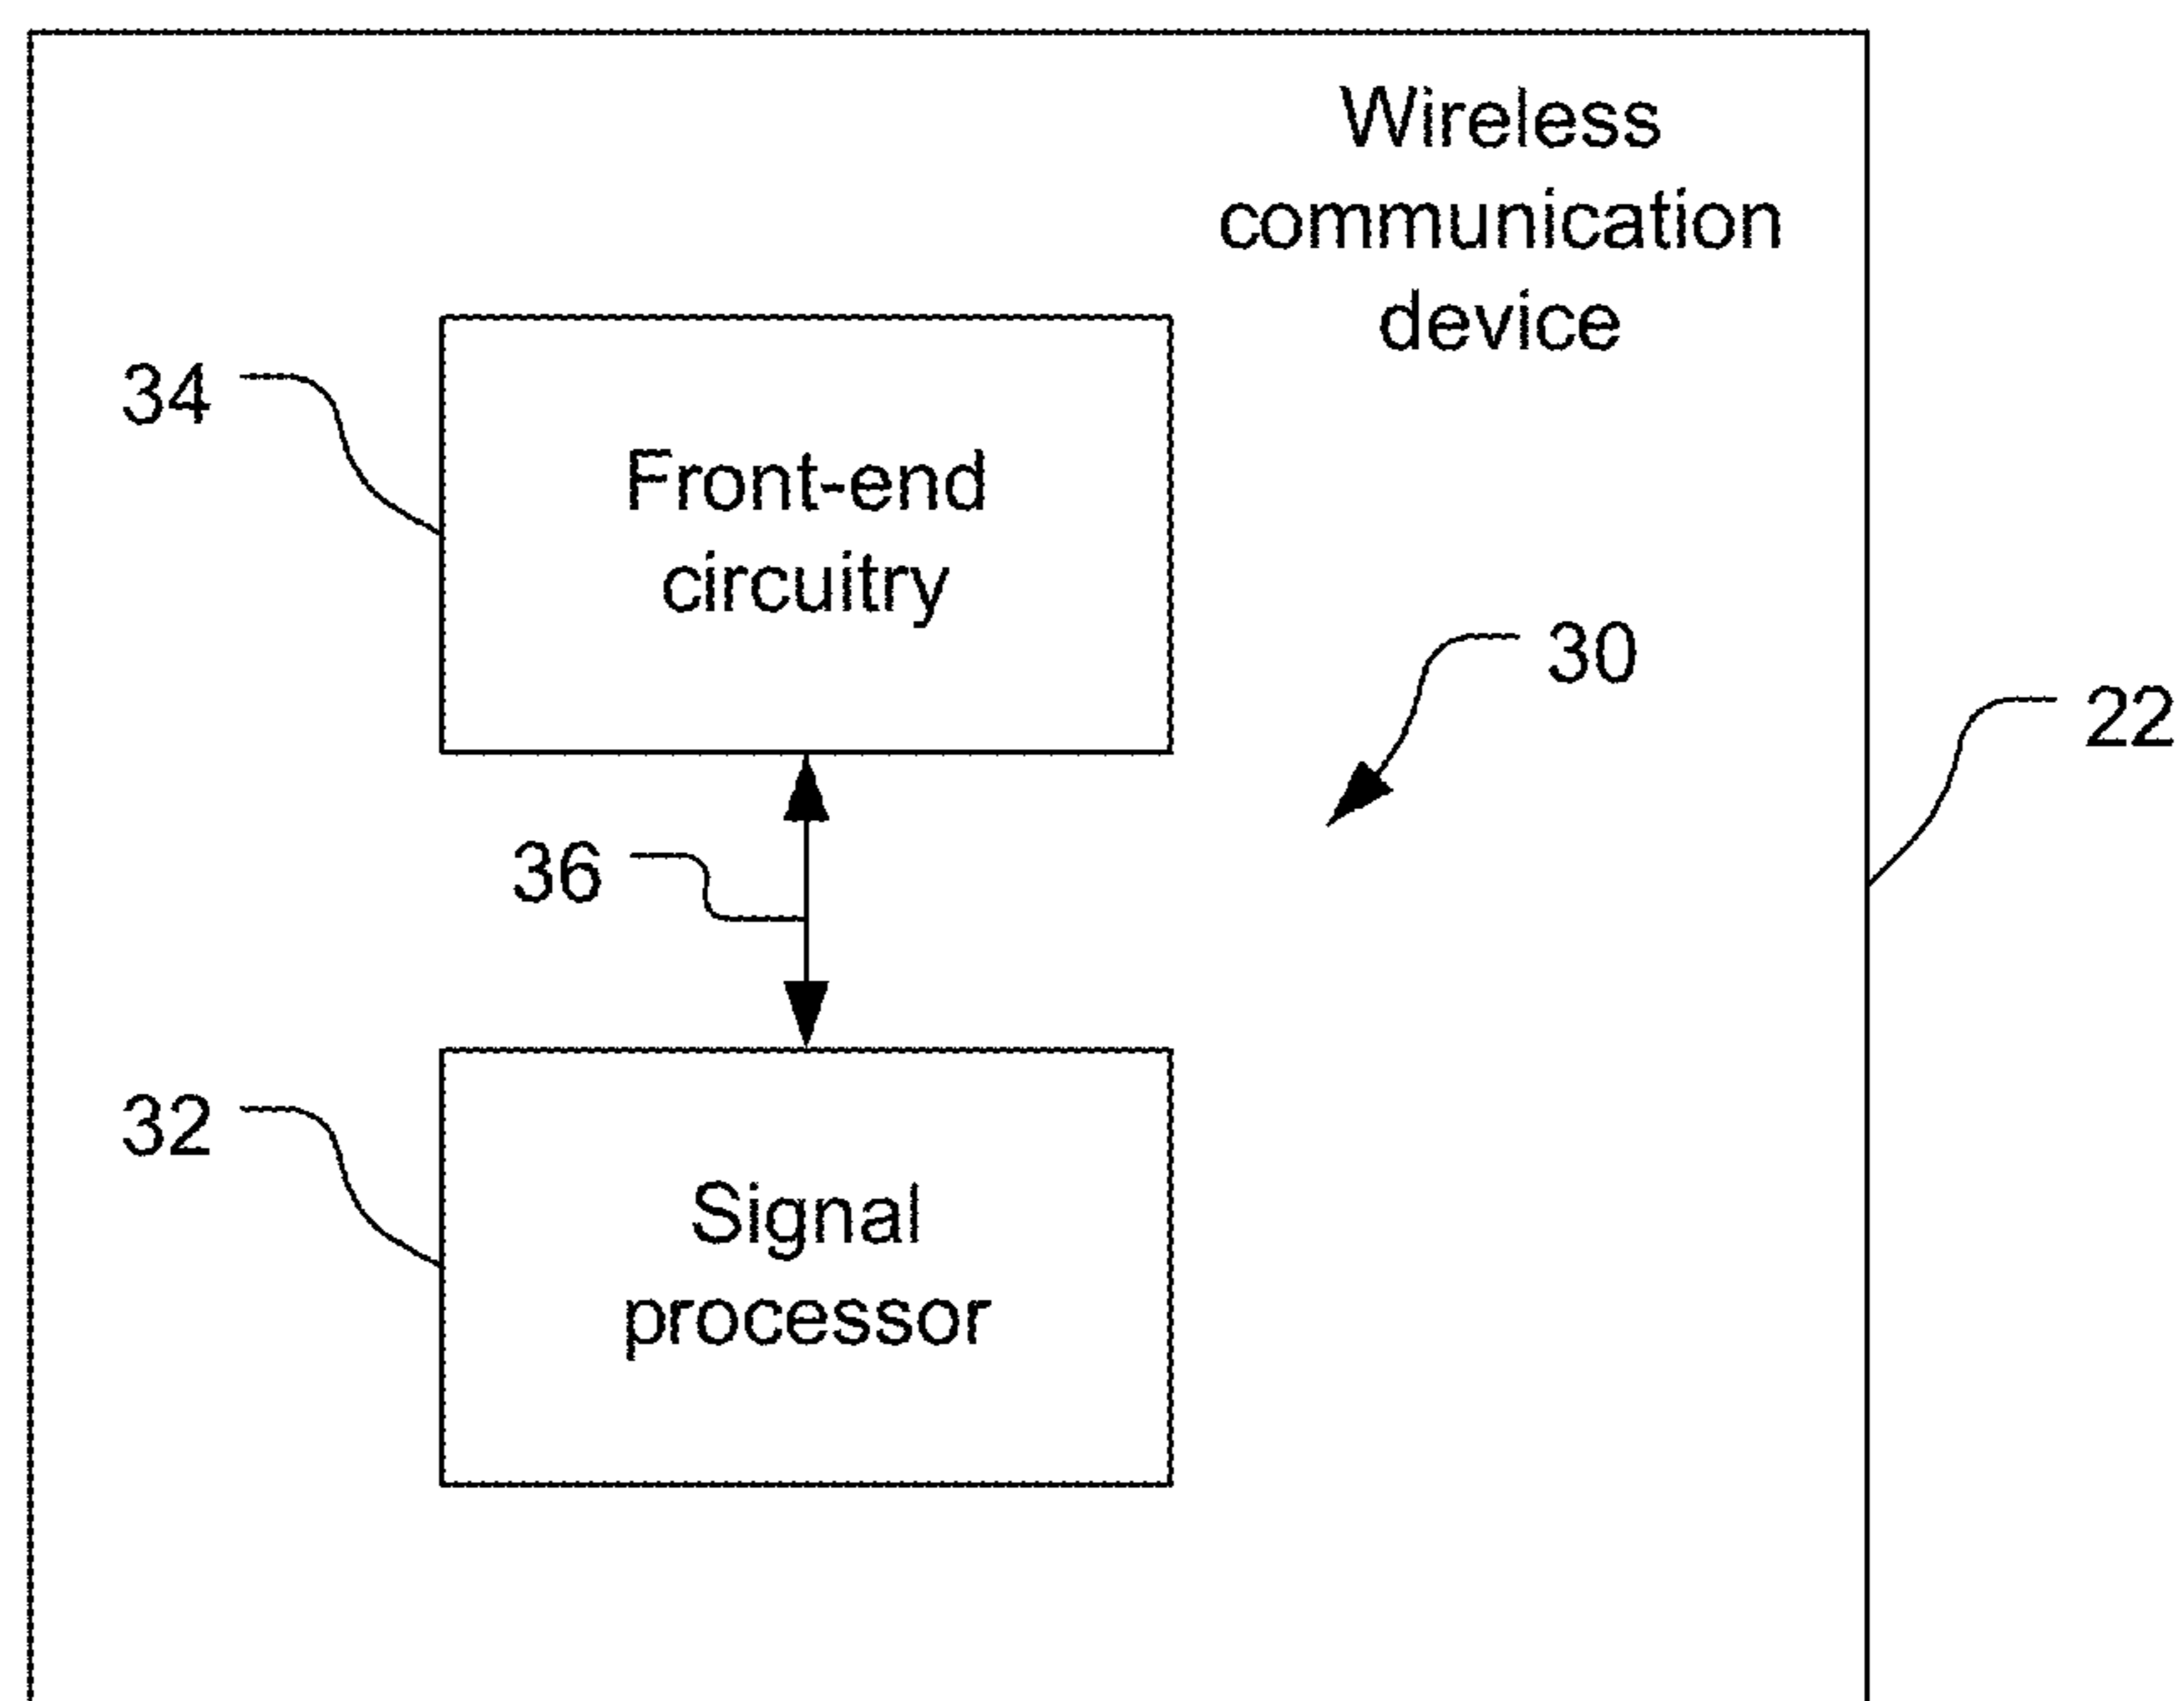 Wireless
communication
device
34
Front-end
circuitry
30
22
36
32
Signal
processor